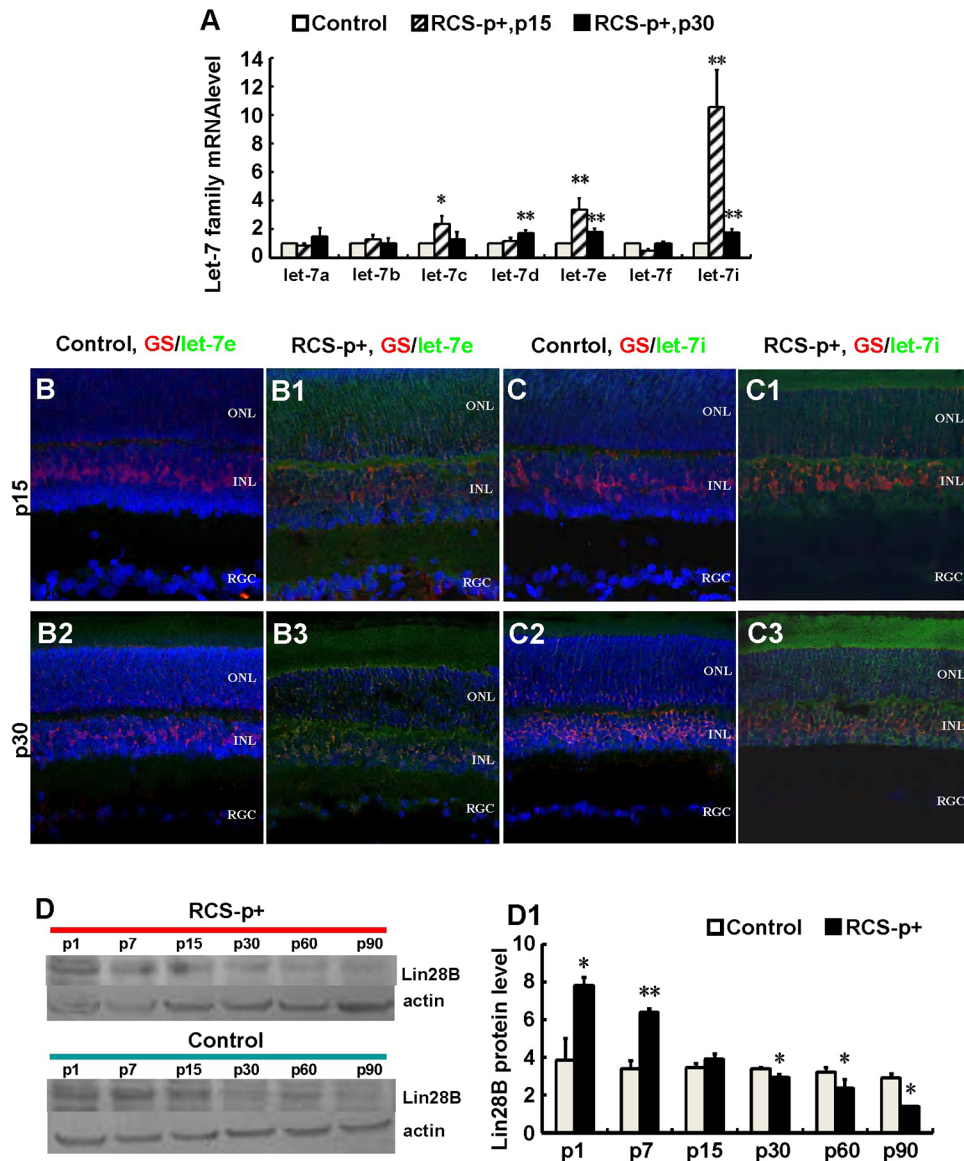 A
Control RCS-p+,p15 RCS-p+,p30
Let-7 family mRNAlevel
14
12
10
8
6
4
2
0
* ** ** ** ** **
let-7a let-7b let-7c let-7d let-7e let-7f let-7i
Control, GS/let-7e RCS-p+, GS/let-7e Conrtol, GS/let-7i RCS-p+, GS/let-7i
p15
B ONL INL RGC
B1 ONL INL RGC
C ONL INL RGC
C1 ONL INL RGC
p30
B2 ONL INL RGC
B3 ONL INL RGC
C2 ONL INL RGC
C3 ONL INL RGC
D
RCS-p+
p1 p7 p15 p30 p60 p90
Lin28B
actin
Control
p1 p7 p15 p30 p60 p90
Lin28B
actin
D1
Control RCS-p+
Lin28B protein level
8
6
4
2
0
* ** * * *
p1 p7 p15 p30 p60 p90